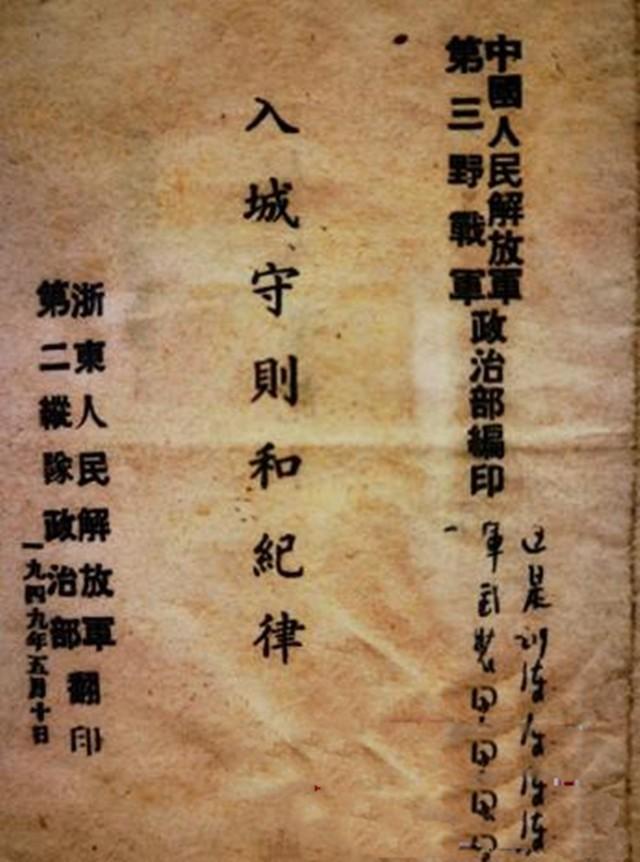 中國人民解放軍
第三野戰軍政治部編印
入城守則和紀律
浙東人民解放軍翻印
第二縱隊政治部
一九四九年五月十日